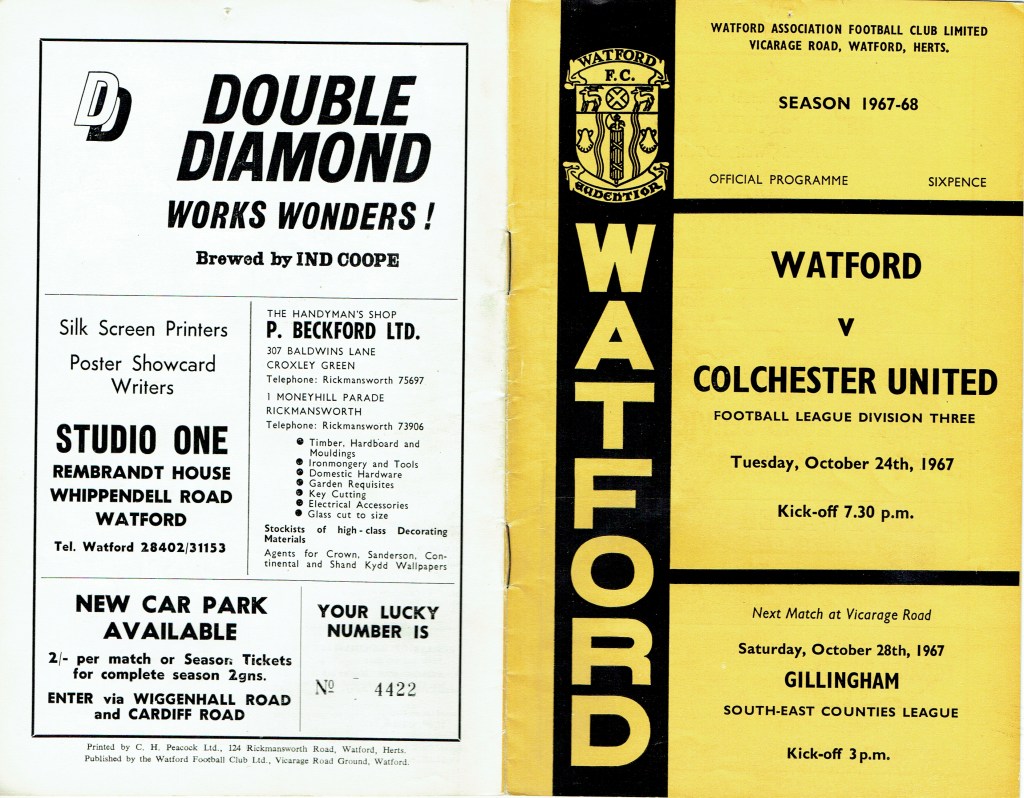 DD
DOUBLE
DIAMOND
WORKS WONDERS !
Brewed by IND COOPE
Silk Screen Printers
Poster Showcard
Writers
STUDIO ONE
REMBRANDT HOUSE
WHIPPENDELL ROAD
WATFORD
Tel. Watford 28402/31153
THE HANDYMAN'S SHOP
P. BECKFORD LTD.
307 BALDWINS LANE
CROXLEY GREEN
Telephone: Rickmansworth 75697
1 MONEYHILL PARADE
RICKMANSWORTH
Telephone: Rickmansworth 73906
Timber, Hardboard and
Mouldings
Ironmongery and Tools
Domestic Hardware
Garden Requisites
Key Cutting
Electrical Accessories
Glass cut to size
Stockists of high-class Decorating
Materials
Agents for Crown, Sanderson, Con-
tinental and Shand Kydd Wallpapers
NEW CAR PARK
AVAILABLE
2/- per match or Season Tickets
for complete season 2gns.
ENTER via WIGGENHALL ROAD
and CARDIFF ROAD
YOUR LUCKY
NUMBER IS
Nº 4422
Printed by C. H. Peacock Ltd., 124 Rickmansworth Road, Watford, Herts.
Published by the Watford Football Club Ltd., Vicarage Road Ground, Watford.
WATFORD
F.C.
AUDENTIOR
WATFORD
WATFORD ASSOCIATION FOOTBALL CLUB LIMITED
VICARAGE ROAD, WATFORD, HERTS.
SEASON 1967-68
OFFICIAL PROGRAMME SIXPENCE
WATFORD
v
COLCHESTER UNITED
FOOTBALL LEAGUE DIVISION THREE
Tuesday, October 24th, 1967
Kick-off 7.30 p.m.
Next Match at Vicarage Road
Saturday, October 28th, 1967
GILLINGHAM
SOUTH-EAST COUNTIES LEAGUE
Kick-off 3 p.m.